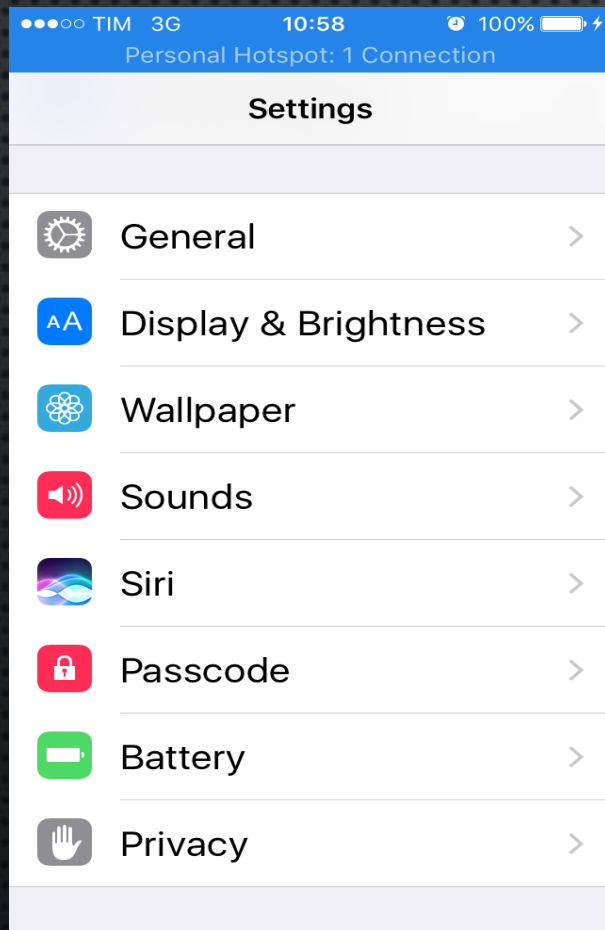 TIM 3G 10:58 100%
Personal Hotspot: 1 Connection
Settings
General
AA Display & Brightness
Wallpaper
Sounds
Siri
Passcode
Battery
Privacy